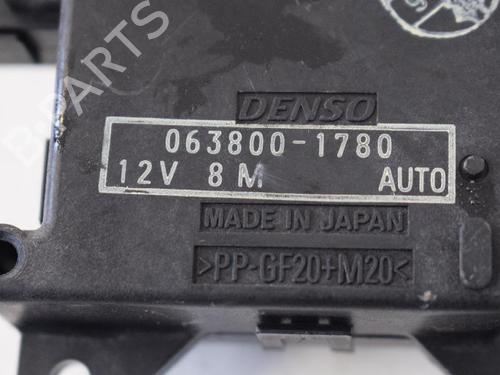 DENSO
063800-1780
12V 8M AUTO
MADE IN JAPAN
>PP-GF20+M20<
B-PARTS